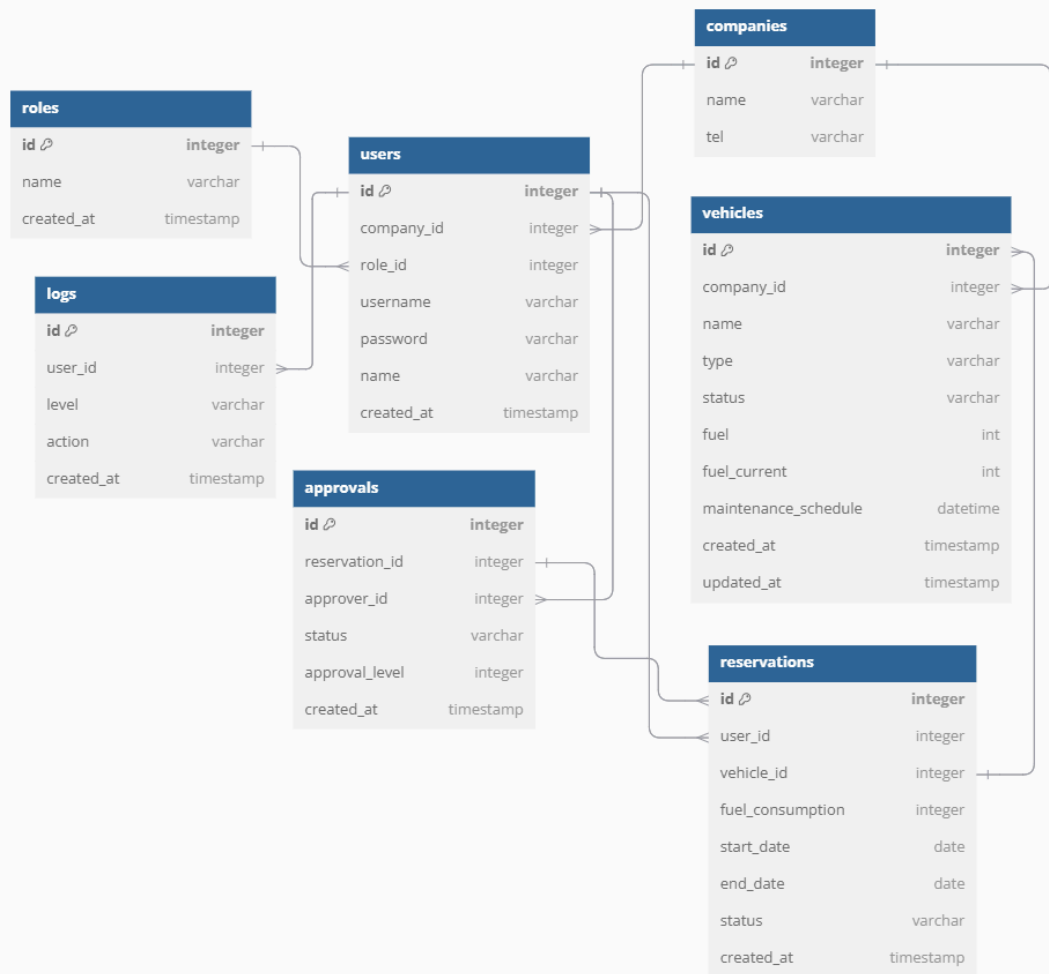 companies
id integer
name varchar
tel varchar
roles
id integer
name varchar
created_at timestamp
users
id integer
company_id integer
role_id integer
username varchar
password varchar
name varchar
created_at timestamp
vehicles
id integer
company_id integer
name varchar
type varchar
status varchar
fuel int
fuel_current int
maintenance_schedule datetime
created_at timestamp
updated_at timestamp
logs
id integer
user_id integer
level varchar
action varchar
created_at timestamp
approvals
id integer
reservation_id integer
approver_id integer
status varchar
approval_level integer
created_at timestamp
reservations
id integer
user_id integer
vehicle_id integer
fuel_consumption integer
start_date date
end_date date
status varchar
created_at timestamp